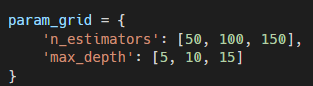 param_grid = {
    'n_estimators': [50, 100, 150],
    'max_depth': [5, 10, 15]
}